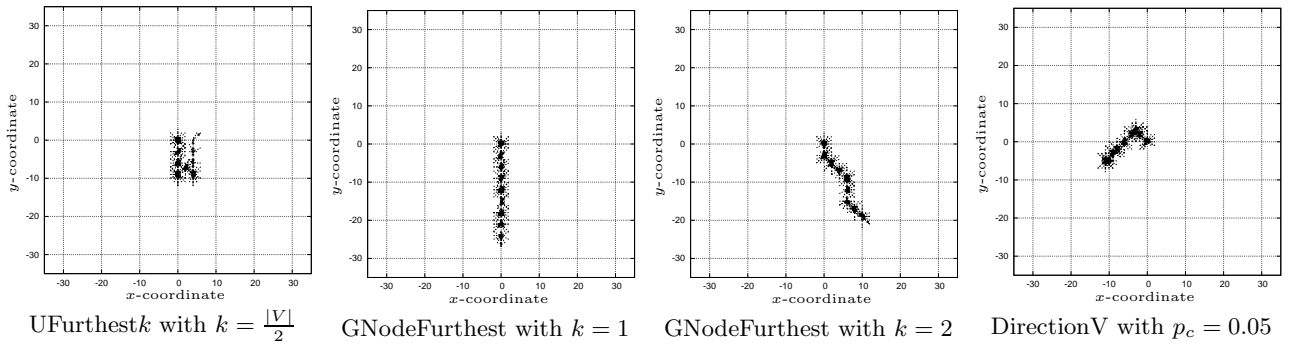 30
20
10
0
-10
-20
-30
-30 -20 -10 0 10 20 30
y-coordinate
x-coordinate
UFurthestk with k = |V|/2
30
20
10
0
-10
-20
-30
-30 -20 -10 0 10 20 30
y-coordinate
x-coordinate
GNodeFurthest with k = 1
30
20
10
0
-10
-20
-30
-30 -20 -10 0 10 20 30
y-coordinate
x-coordinate
GNodeFurthest with k = 2
30
20
10
0
-10
-20
-30
-30 -20 -10 0 10 20 30
y-coordinate
x-coordinate
DirectionV with p_c = 0.05